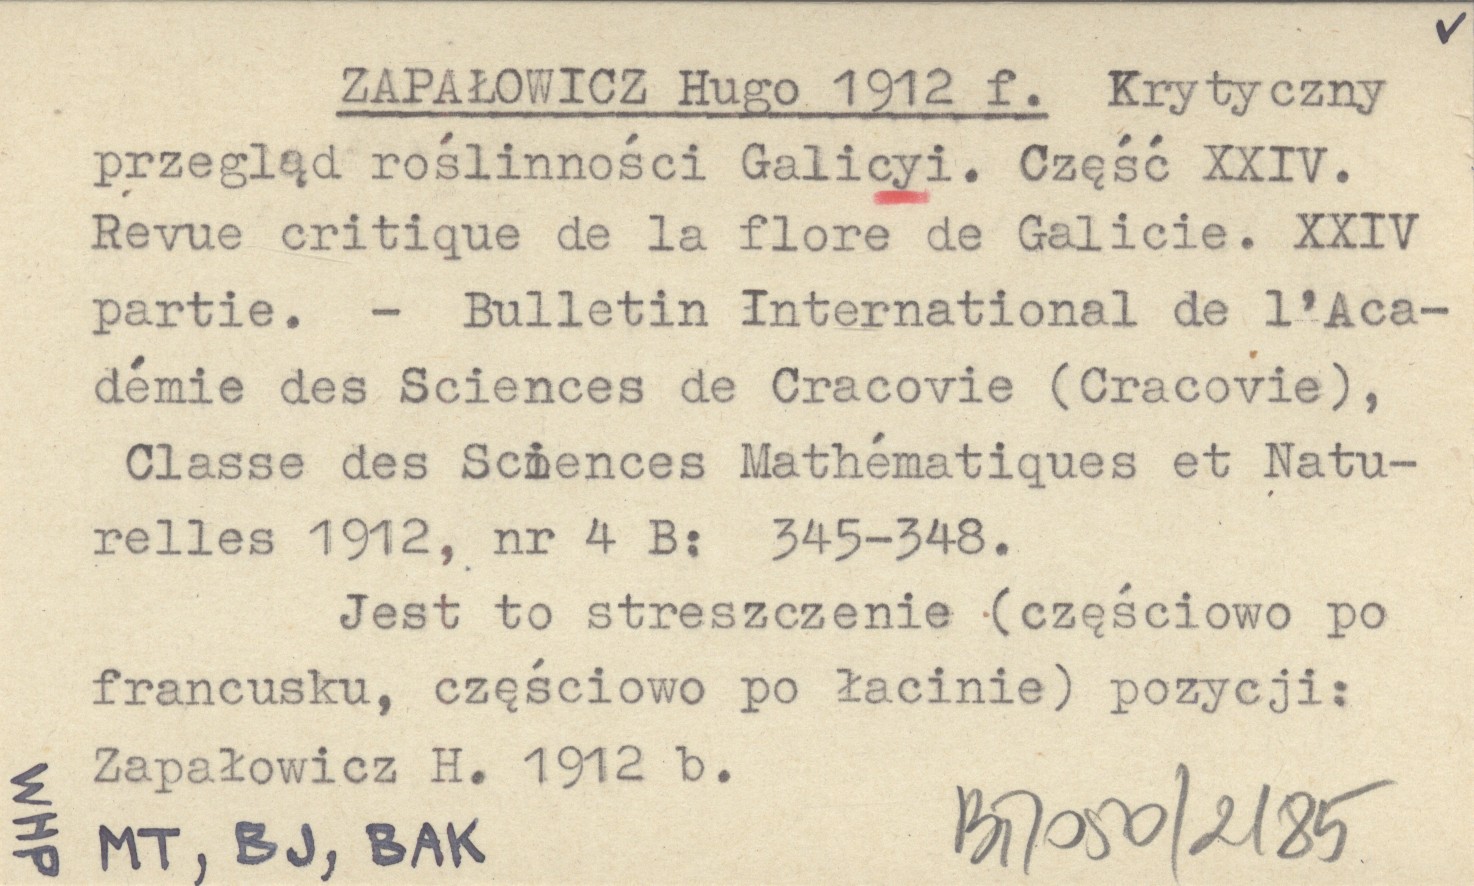 ✓
ZAPAŁOWICZ Hugo 1912 f. Krytyczny
przegląd roślinności Galicyi. Część XXIV.
Revue critique de la flore de Galicie. XXIV
partie. - Bulletin International de l'Aca-
démie des Sciences de Cracovie (Cracovie),
Classe des Sciences Mathématiques et Natu-
relles 1912, nr 4 B: 345-348.
Jest to streszczenie (częściowo po
francusku, częściowo po łacinie) pozycji:
Zapałowicz H. 1912 b.
WHP
MT, BJ, BAK
/2/85